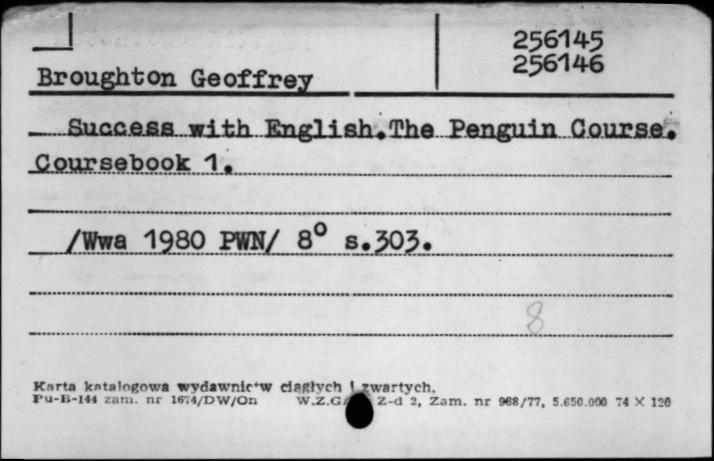 256145
256146
Broughton Geoffrey
Success with English.The Penguin Course.
Coursebook 1.
/Wwa 1980 PWN/ 8° s.303.
8
Karta katalogowa wydawnictw ciągłych i zwartych.
Pu-B-144 zam. nr 1674/DW/On W.Z.G. Z-d 2, Zam. nr 968/77, 5.650.000 74 × 120